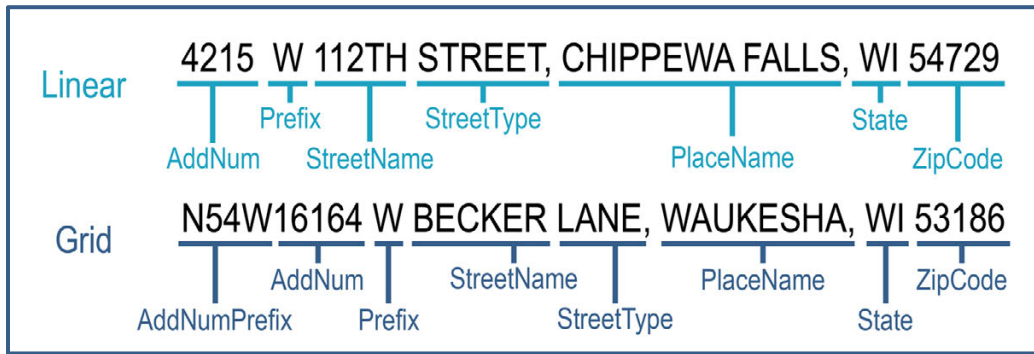 4215 W 112TH STREET, CHIPPEWA FALLS, WI 54729
Linear
Prefix StreetType State
AddNum StreetName PlaceName ZipCode
N54W16164 W BECKER LANE, WAUKESHA, WI 53186
Grid
AddNum StreetName PlaceName ZipCode
AddNumPrefix Prefix StreetType State